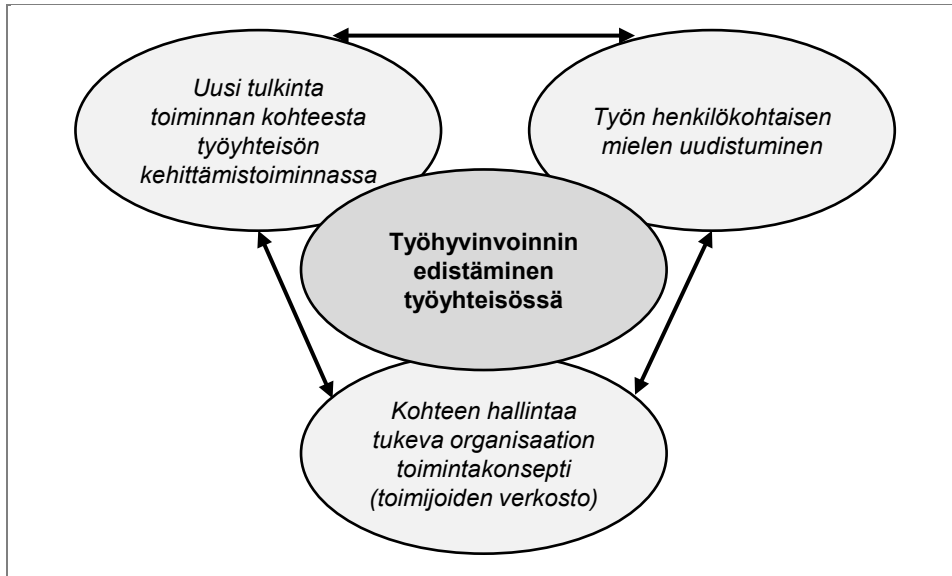 Uusi tulkinta
toiminnan kohteesta
työyhteisön
kehittämistoiminnassa
Työn henkilökohtaisen
mielen uudistuminen
Työhyvinvoinnin
edistäminen
työyhteisössä
Kohteen hallintaa
tukeva organisaation
toimintakonsepti
(toimijoiden verkosto)